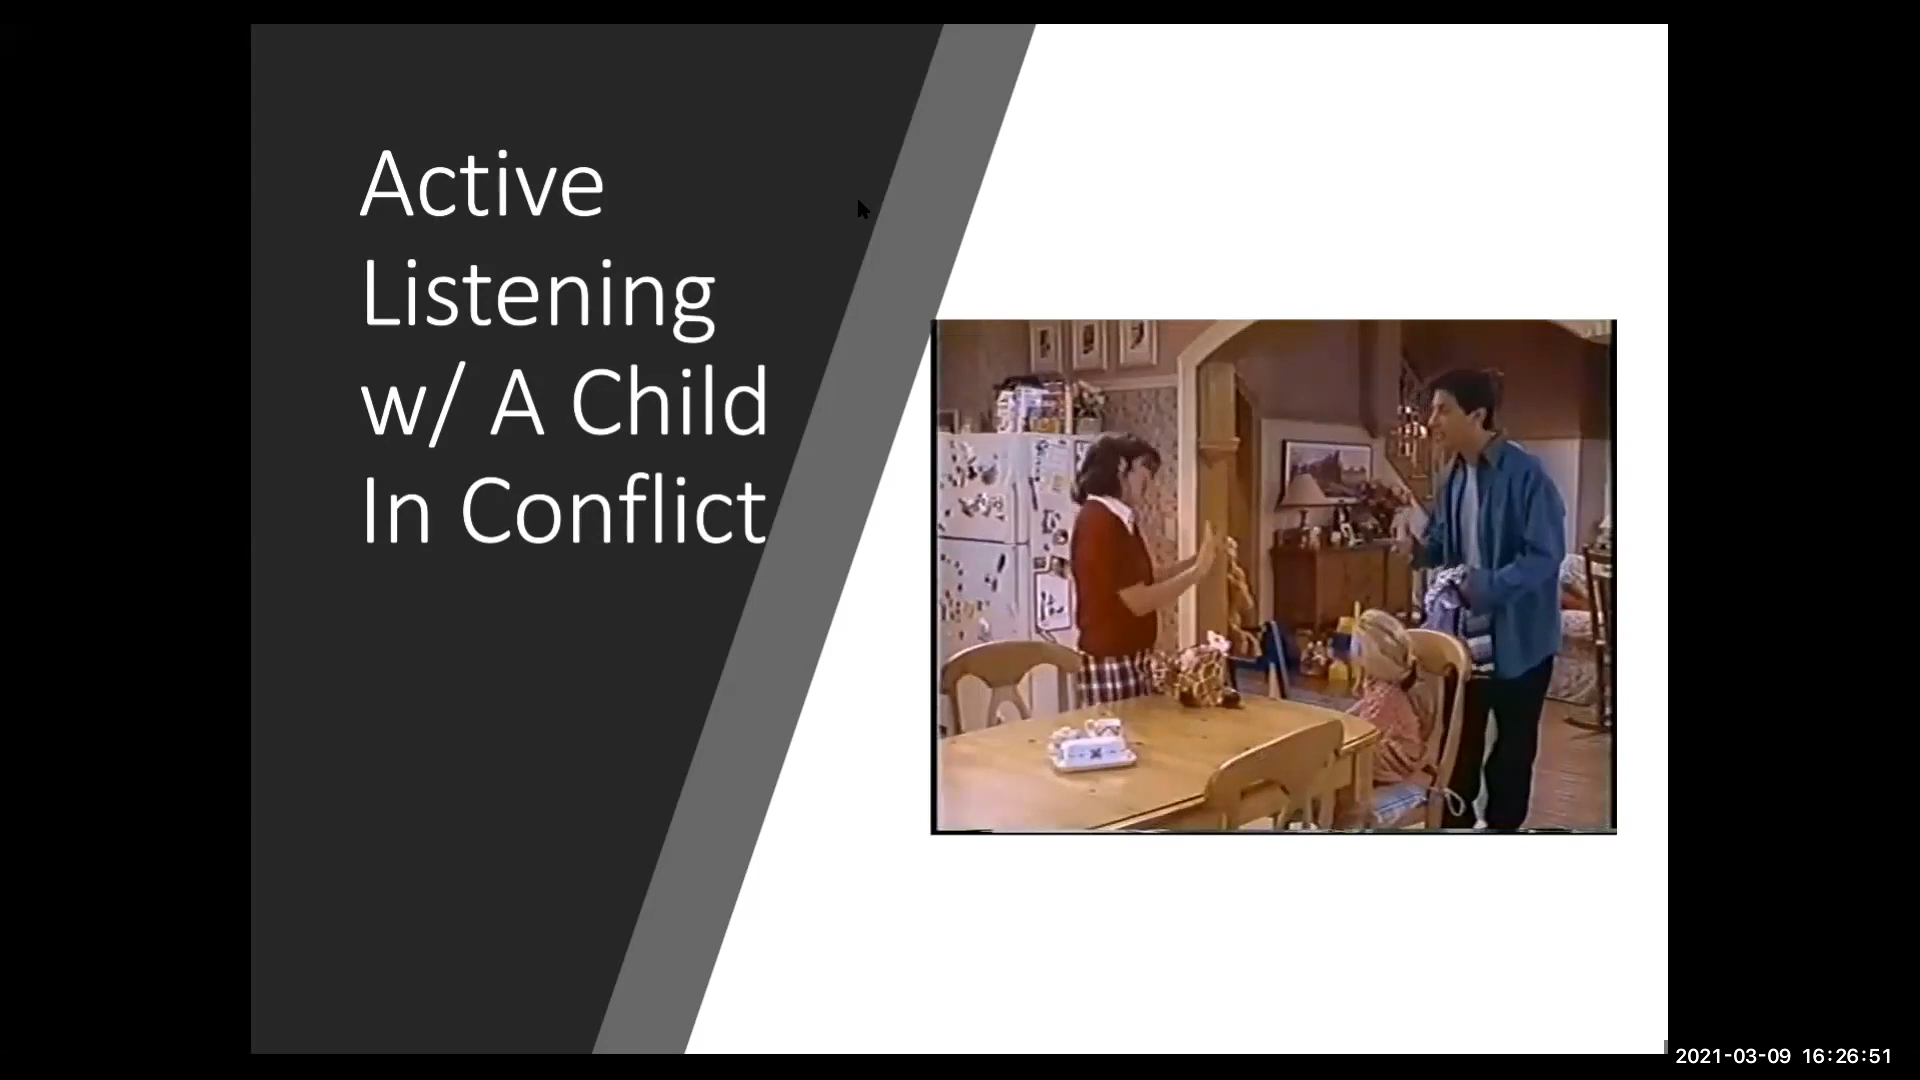 Active
Listening
w/ A Child
In Conflict
2021-03-09 16:26:51